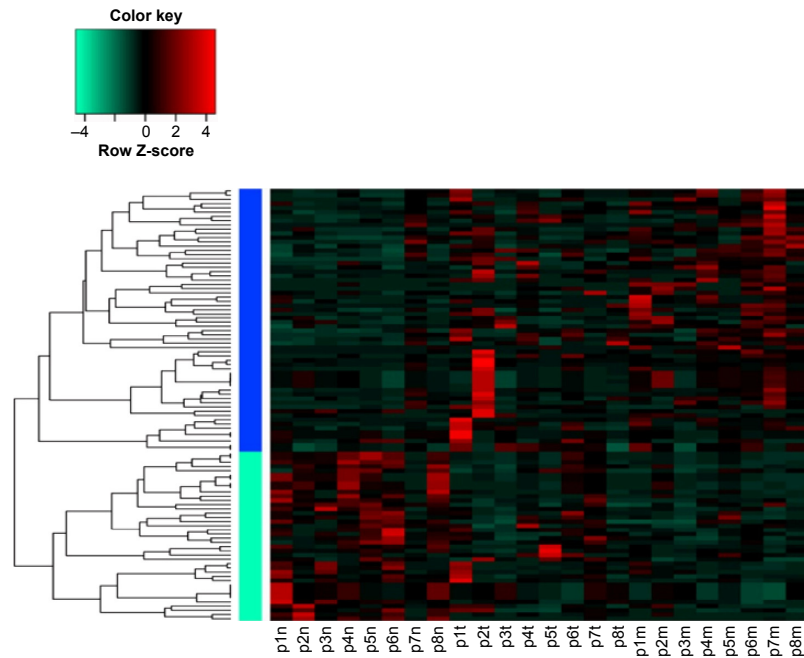 Color key
–4 0 2 4
Row Z-score
p1n p2n p3n p4n p5n p6n p7n p8n p1t p2t p3t p4t p5t p6t p7t p8t p1m p2m p3m p4m p5m p6m p7m p8m